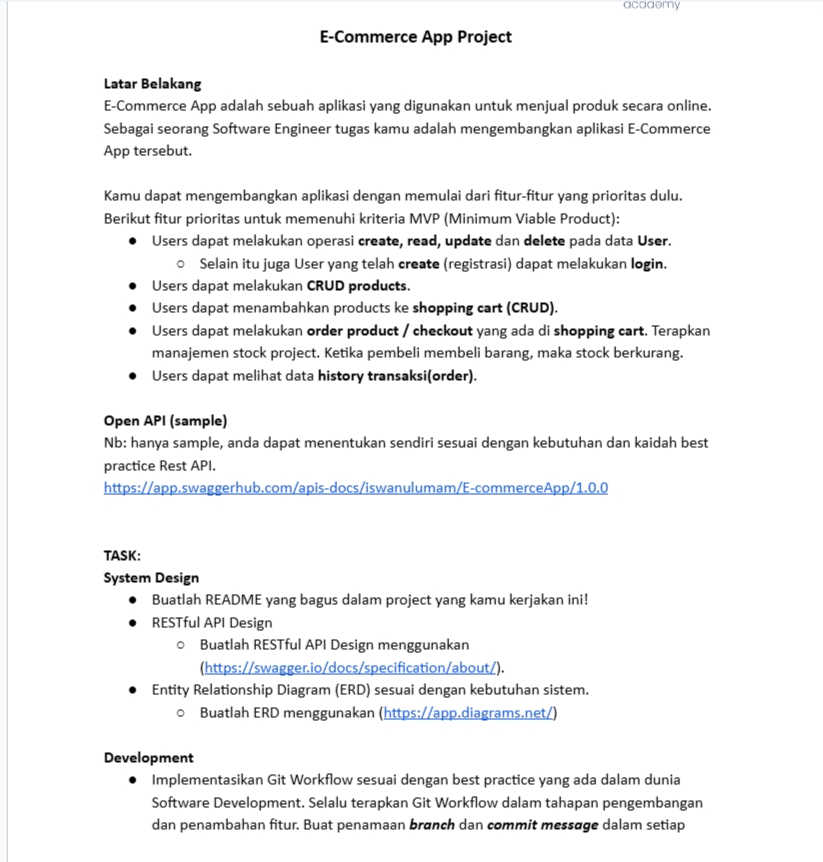 academy
E-Commerce App Project
Latar Belakang
E-Commerce App adalah sebuah aplikasi yang digunakan untuk menjual produk secara online.
Sebagai seorang Software Engineer tugas kamu adalah mengembangkan aplikasi E-Commerce
App tersebut.
Kamu dapat mengembangkan aplikasi dengan memulai dari fitur-fitur yang prioritas dulu.
Berikut fitur prioritas untuk memenuhi kriteria MVP (Minimum Viable Product):
● Users dapat melakukan operasi create, read, update dan delete pada data User.
○ Selain itu juga User yang telah create (registrasi) dapat melakukan login.
● Users dapat melakukan CRUD products.
● Users dapat menambahkan products ke shopping cart (CRUD).
● Users dapat melakukan order product / checkout yang ada di shopping cart. Terapkan
manajemen stock project. Ketika pembeli membeli barang, maka stock berkurang.
● Users dapat melihat data history transaksi(order).
Open API (sample)
Nb: hanya sample, anda dapat menentukan sendiri sesuai dengan kebutuhan dan kaidah best
practice Rest API.
https://app.swaggerhub.com/apis-docs/iswanulumam/E-commerceApp/1.0.0
TASK:
System Design
● Buatlah README yang bagus dalam project yang kamu kerjakan ini!
● RESTful API Design
○ Buatlah RESTful API Design menggunakan
(https://swagger.io/docs/specification/about/).
● Entity Relationship Diagram (ERD) sesuai dengan kebutuhan sistem.
○ Buatlah ERD menggunakan (https://app.diagrams.net/)
Development
● Implementasikan Git Workflow sesuai dengan best practice yang ada dalam dunia
Software Development. Selalu terapkan Git Workflow dalam tahapan pengembangan
dan penambahan fitur. Buat penamaan branch dan commit message dalam setiap